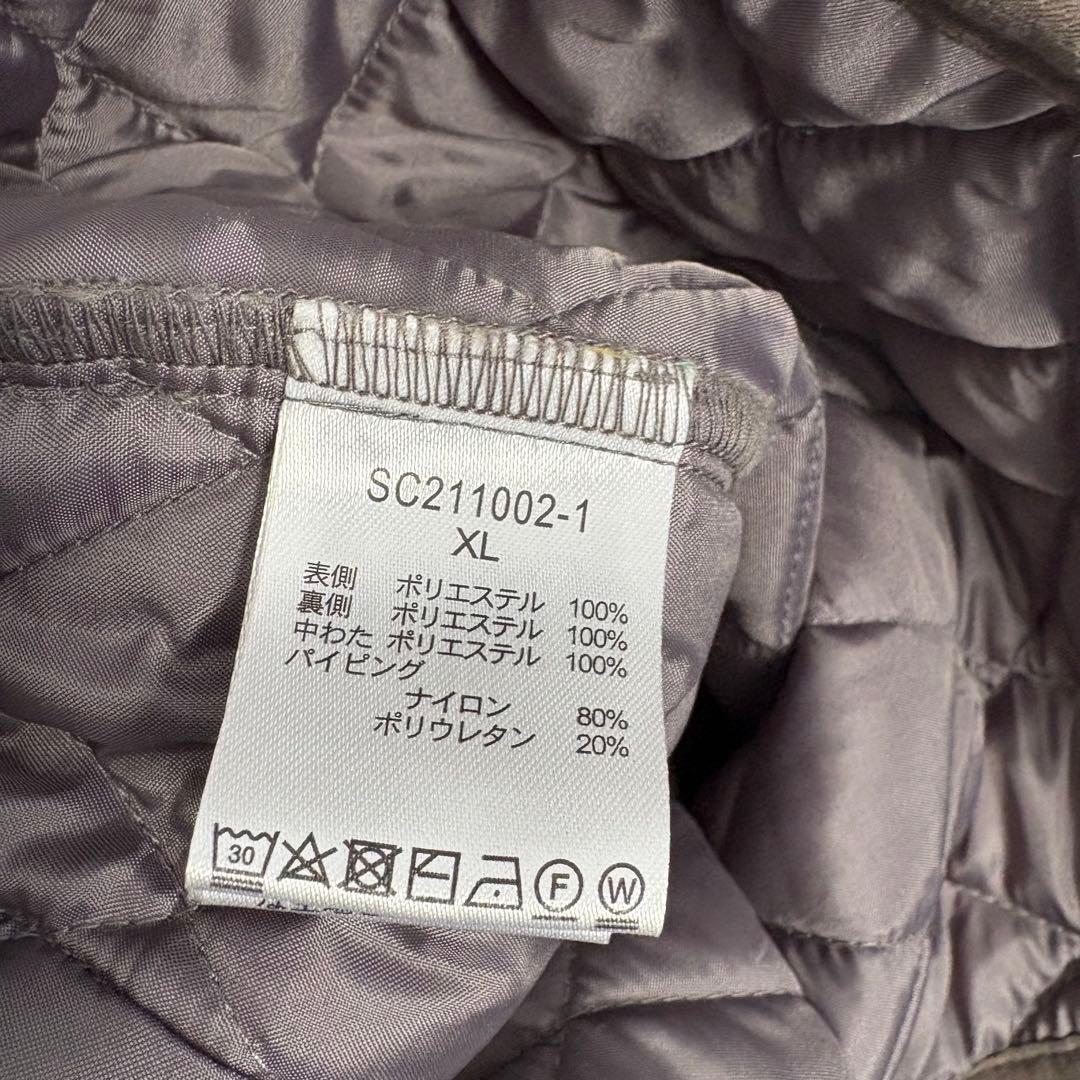 SC211002-1
XL
表側 ポリエステル 100%
裏側 ポリエステル 100%
中わた ポリエステル 100%
パイピング
ナイロン 80%
ポリウレタン 20%
30 F W